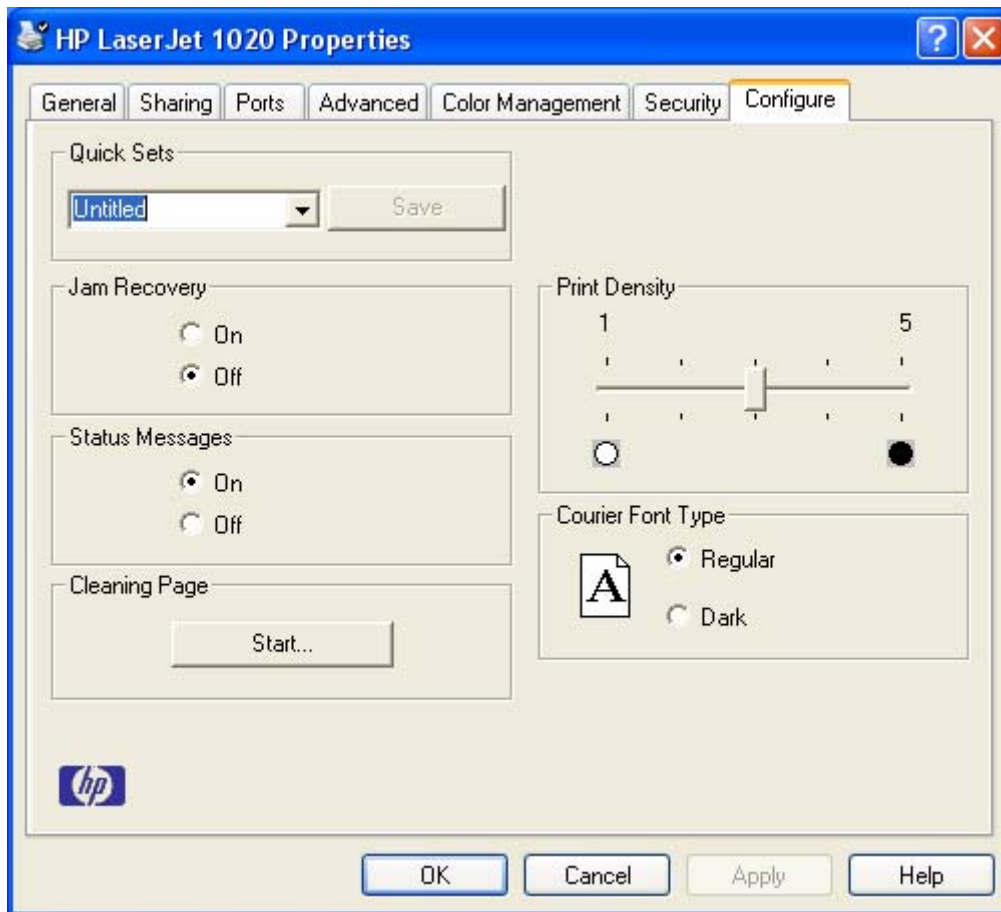 HP LaserJet 1020 Properties
General Sharing Ports Advanced Color Management Security Configure
Quick Sets
Untitled Save
Jam Recovery
On
Off
Status Messages
On
Off
Cleaning Page
Start...
Print Density
1 5
Courier Font Type
A
Regular
Dark
hp
OK Cancel Apply Help